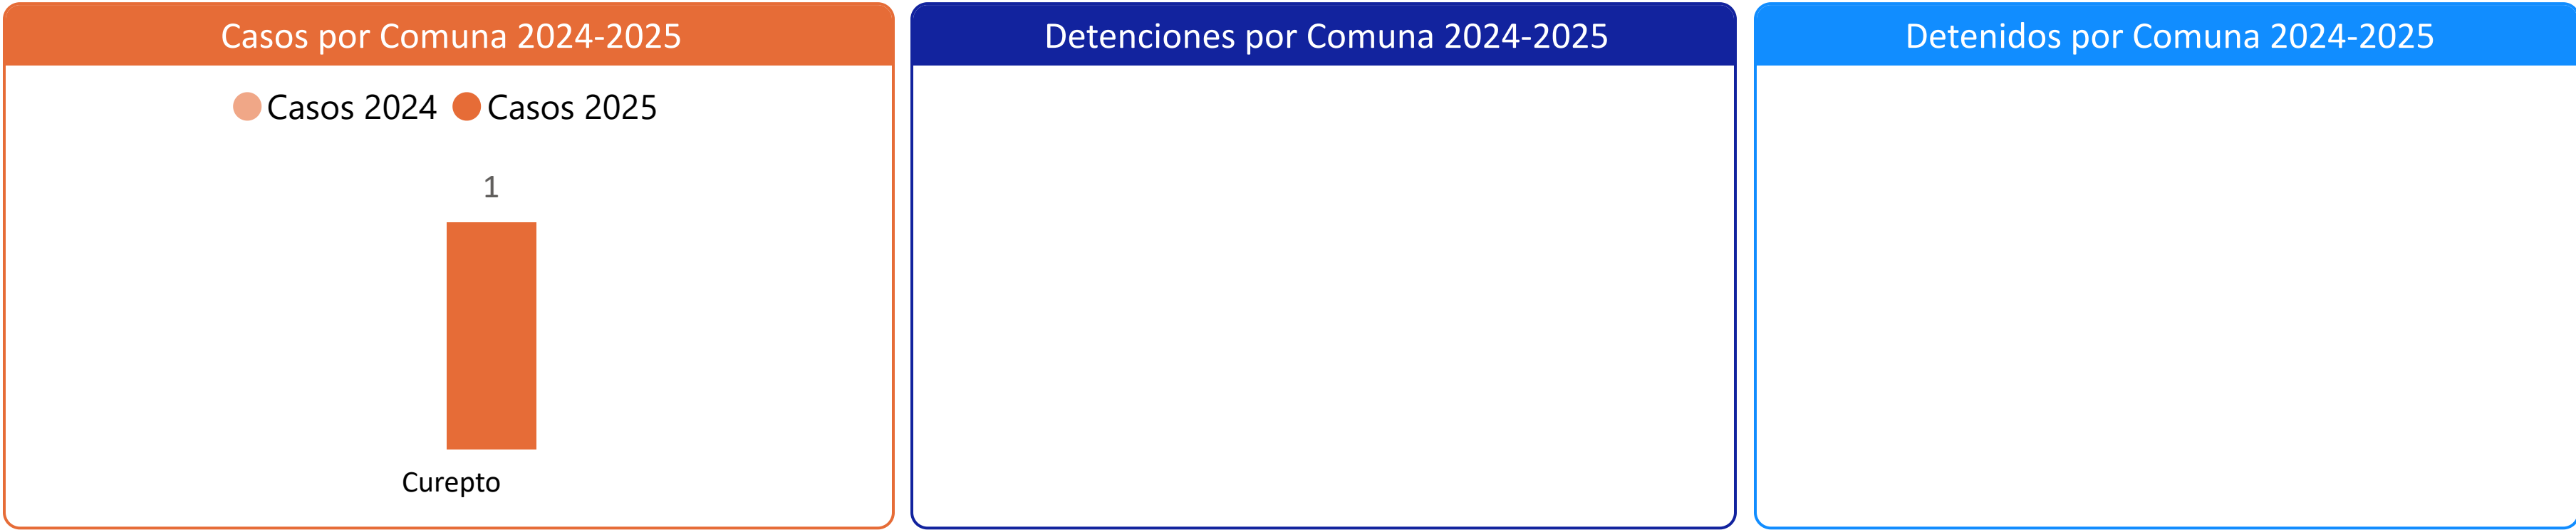 Casos por Comuna 2024-2025
Casos 2024 Casos 2025
1
Curepto
Detenciones por Comuna 2024-2025
Detenidos por Comuna 2024-2025